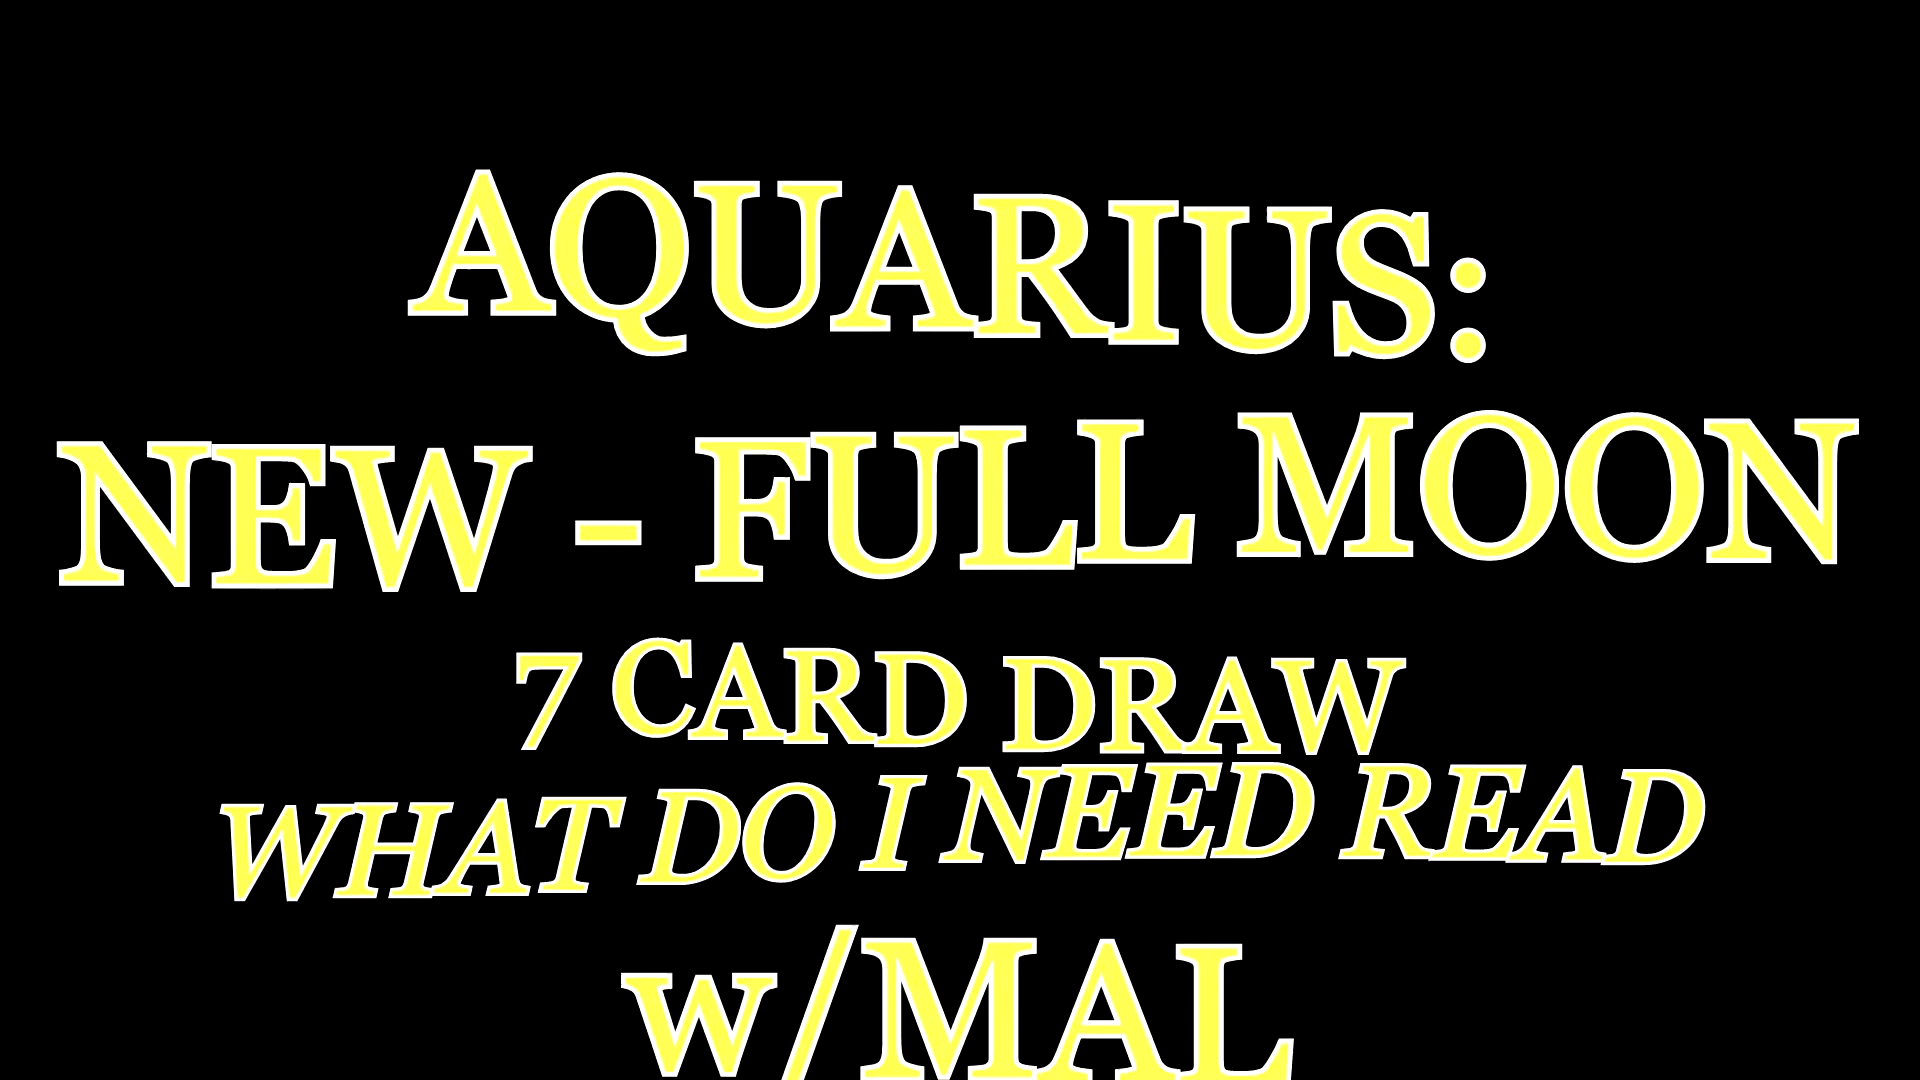 AQUARIUS:
NEW - FULL MOON
7 CARD DRAW
WHAT DO I NEED READ
w/MAL